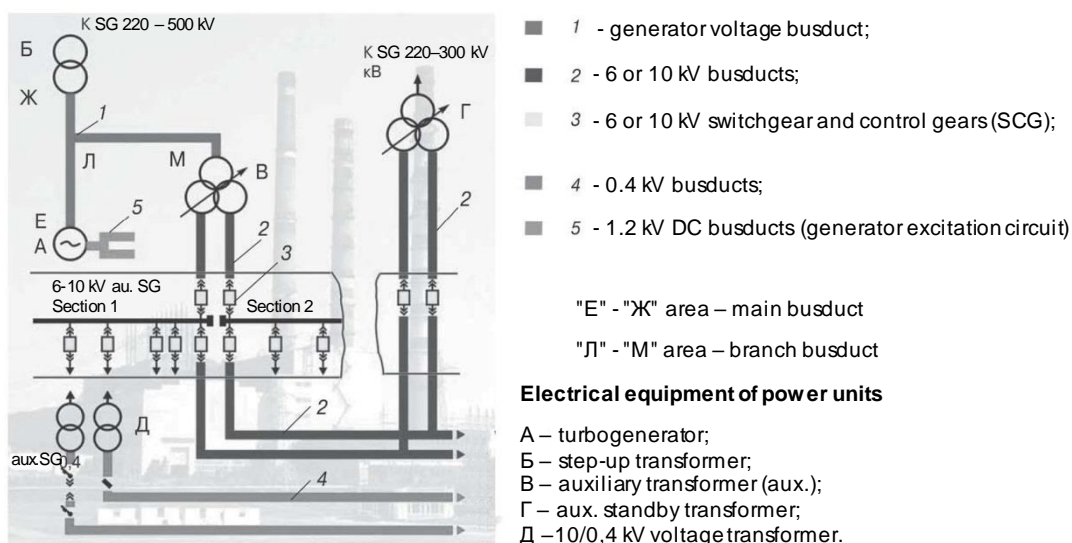 К SG 220 – 500 kV
Б
Ж
1
Л
М
В
Е
А
5
2
3
К SG 220–300 kV
кВ
Г
2
6-10 kV au. SG
Section 1
Section 2
2
Д
aux.SG0,4
4
1 - generator voltage busduct;
2 - 6 or 10 kV busducts;
3 - 6 or 10 kV switchgear and control gears (SCG);
4 - 0.4 kV busducts;
5 - 1.2 kV DC busducts (generator excitation circuit)
"Е" - "Ж" area – main busduct
"Л" - "М" area – branch busduct
Electrical equipment of power units
А – turbogenerator;
Б – step-up transformer;
В – auxiliary transformer (aux.);
Г – aux. standby transformer;
Д –10/0,4 kV voltage transformer.